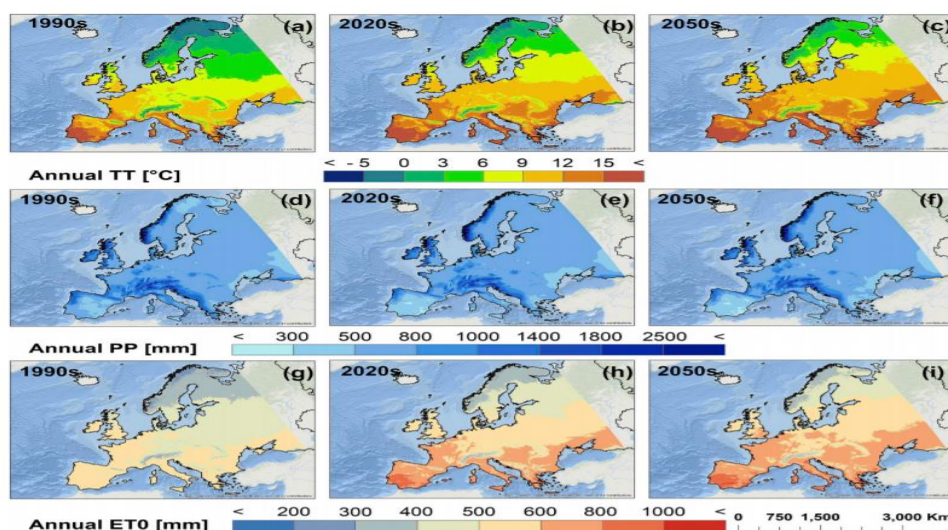 1990s (a) 2020s (b) 2050s (c)
< -5 0 3 6 9 12 15 <
Annual TT [°C]
1990s (d) 2020s (e) 2050s (f)
Annual PP [mm] < 300 500 800 1000 1400 1800 2500 <
1990s (g) 2020s (h) 2050s (i)
Annual ET0 [mm] < 200 300 400 500 600 800 1000 < 0 750 1,500 3,000 Km